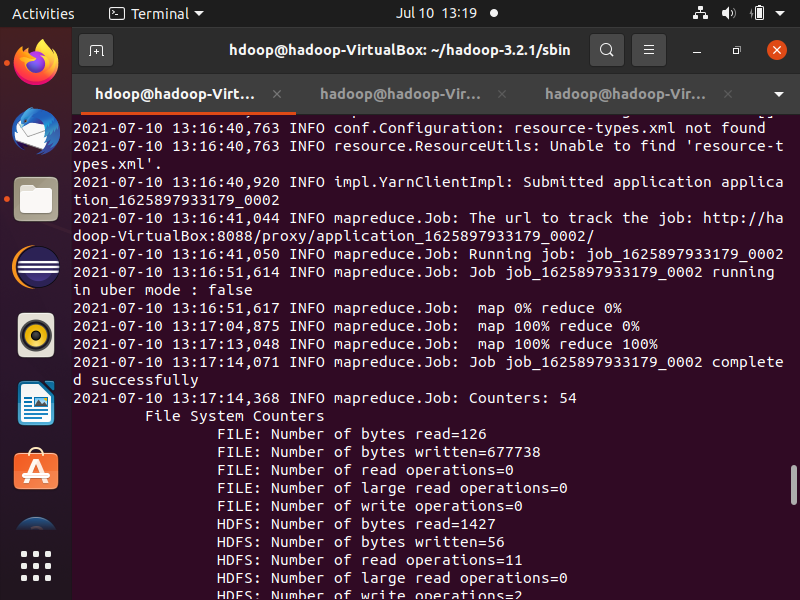 Activities
Terminal
Jul 10 13:19
hdoop@hadoop-VirtualBox: ~/hadoop-3.2.1/sbin
hdoop@hadoop-Virt...
hadoop@hadoop-Vir...
hadoop@hadoop-Vir...
2021-07-10 13:16:40,763 INFO conf.Configuration: resource-types.xml not found
2021-07-10 13:16:40,763 INFO resource.ResourceUtils: Unable to find 'resource-t
ypes.xml'.
2021-07-10 13:16:40,920 INFO impl.YarnClientImpl: Submitted application applica
tion_1625897933179_0002
2021-07-10 13:16:41,044 INFO mapreduce.Job: The url to track the job: http://ha
doop-VirtualBox:8088/proxy/application_1625897933179_0002/
2021-07-10 13:16:41,050 INFO mapreduce.Job: Running job: job_1625897933179_0002
2021-07-10 13:16:51,614 INFO mapreduce.Job: Job job_1625897933179_0002 running
in uber mode : false
2021-07-10 13:16:51,617 INFO mapreduce.Job:  map 0% reduce 0%
2021-07-10 13:17:04,875 INFO mapreduce.Job:  map 100% reduce 0%
2021-07-10 13:17:13,048 INFO mapreduce.Job:  map 100% reduce 100%
2021-07-10 13:17:14,071 INFO mapreduce.Job: Job job_1625897933179_0002 complete
d successfully
2021-07-10 13:17:14,368 INFO mapreduce.Job: Counters: 54
File System Counters
FILE: Number of bytes read=126
FILE: Number of bytes written=677738
FILE: Number of read operations=0
FILE: Number of large read operations=0
FILE: Number of write operations=0
HDFS: Number of bytes read=1427
HDFS: Number of bytes written=56
HDFS: Number of read operations=11
HDFS: Number of large read operations=0
HDFS: Number of write operations=2